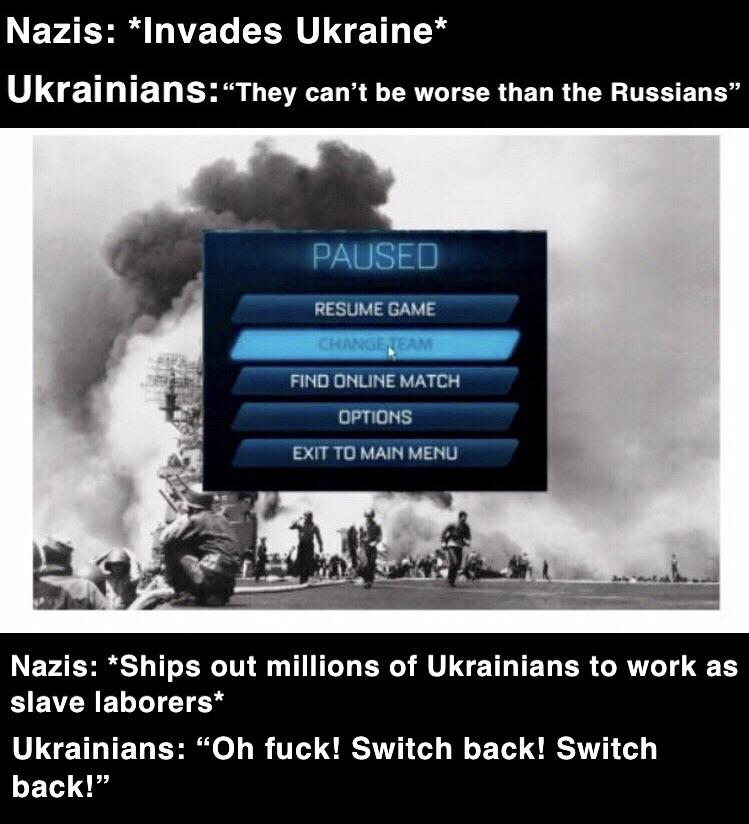 Nazis: *Invades Ukraine*
Ukrainians: “They can’t be worse than the Russians”
PAUSED
RESUME GAME
CHANGE TEAM
FIND ONLINE MATCH
OPTIONS
EXIT TO MAIN MENU
Nazis: *Ships out millions of Ukrainians to work as
slave laborers*
Ukrainians: “Oh fuck! Switch back! Switch
back!”